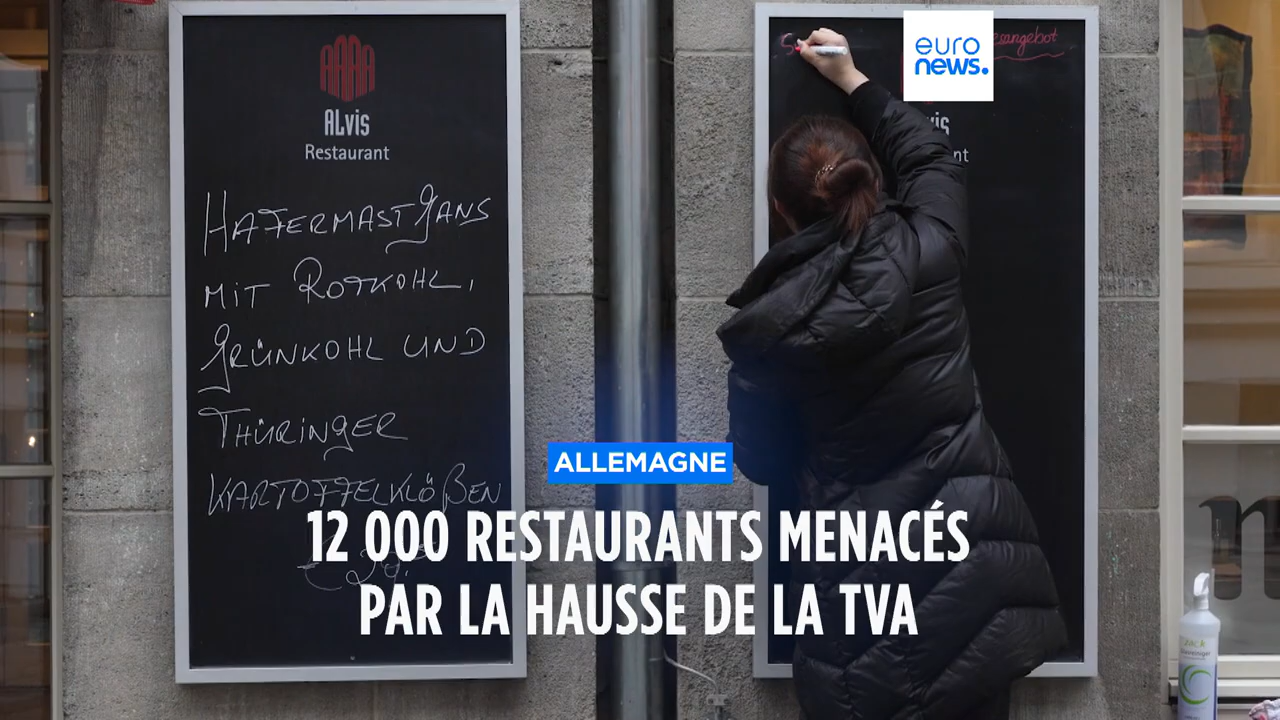 ALVIS
Restaurant
HAFERMASTGANS
MIT ROTKOHL,
GRÜNKOHL UND
THÜRINGER
KARTOFFELKLÖßEN
euro
news.
ALLEMAGNE
12 000 RESTAURANTS MENACÉS
PAR LA HAUSSE DE LA TVA